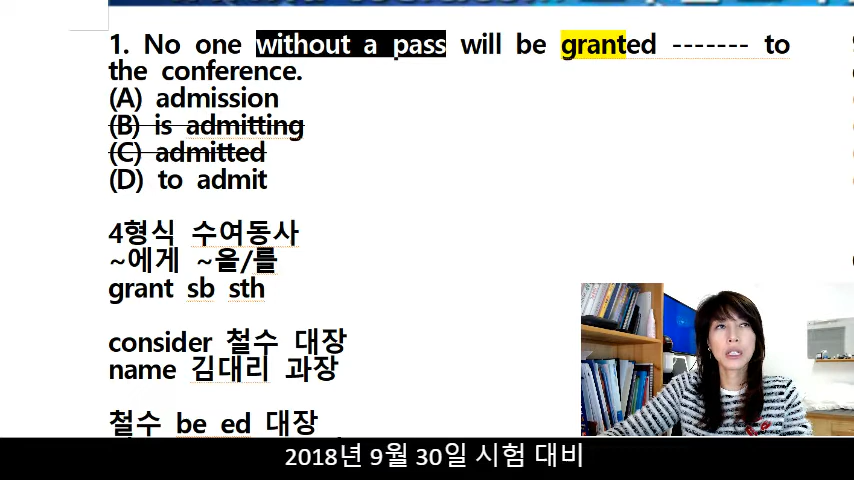 1. No one without a pass will be granted ------- to
the conference.
(A) admission
(B) is admitting
(C) admitted
(D) to admit
4형식 수여동사
~에게 ~을/를
grant sb sth
consider 철수 대장
name 김대리 과장
철수 be ed 대장
2018년 9월 30일 시험 대비